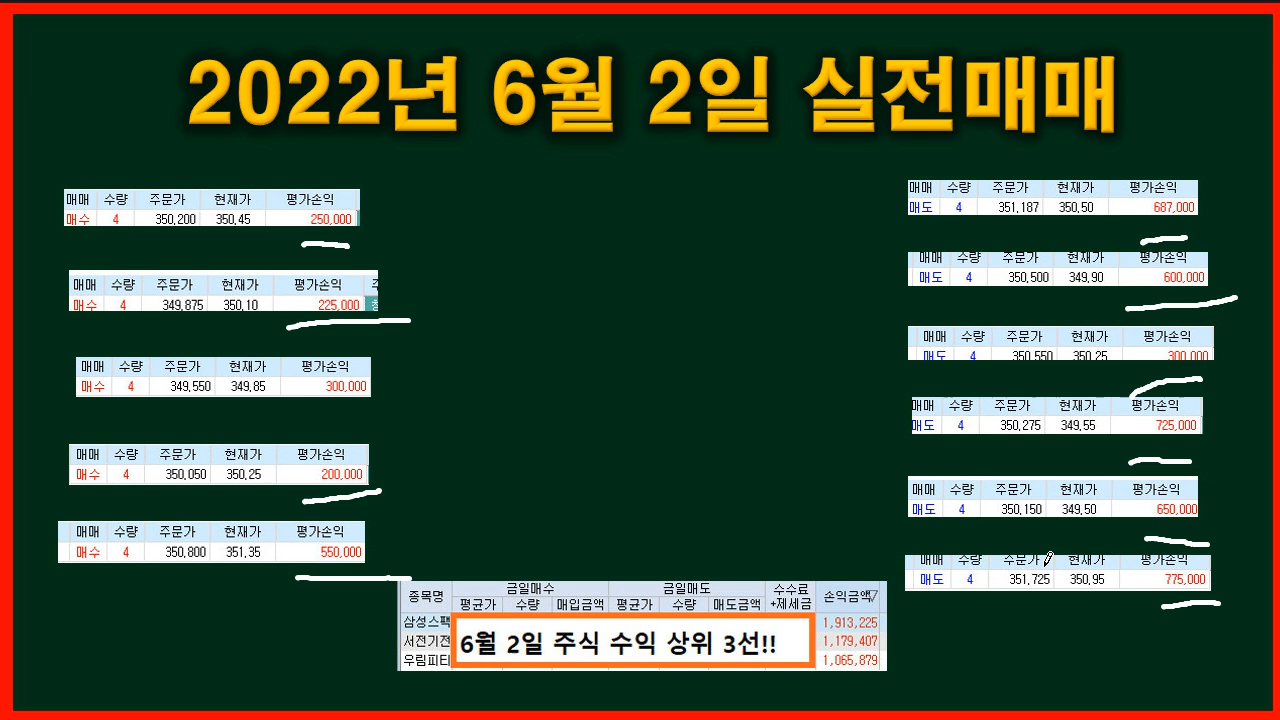 2022년 6월 2일 실전매매
매매 수량 주문가 현재가 평가손익
매수 4 350,200 350,45 250,000
매매 수량 주문가 현재가 평가손익
매수 4 349,875 350,10 225,000
매매 수량 주문가 현재가 평가손익
매수 4 349,550 349,85 300,000
매매 수량 주문가 현재가 평가손익
매수 4 350,050 350,25 200,000
매매 수량 주문가 현재가 평가손익
매수 4 350,800 351,35 550,000
매매 수량 주문가 현재가 평가손익
매도 4 351,187 350,50 687,000
매매 수량 주문가 현재가 평가손익
매도 4 350,500 349,90 600,000
매매 수량 주문가 현재가 평가손익
매도 4 350,550 350,25 300,000
매매 수량 주문가 현재가 평가손익
매도 4 350,275 349,55 725,000
매매 수량 주문가 현재가 평가손익
매도 4 350,150 349,50 650,000
매매 수량 주문가 현재가 평가손익
매도 4 351,725 350,95 775,000
종목명 금일매수 금일매도 수수료+제세금 손익금액
평균가 수량 매입금액 평균가 수량 매도금액
삼성스팩 1,913,225
서전기전 1,179,407
우림피티 1,065,879
6월 2일 주식 수익 상위 3선!!